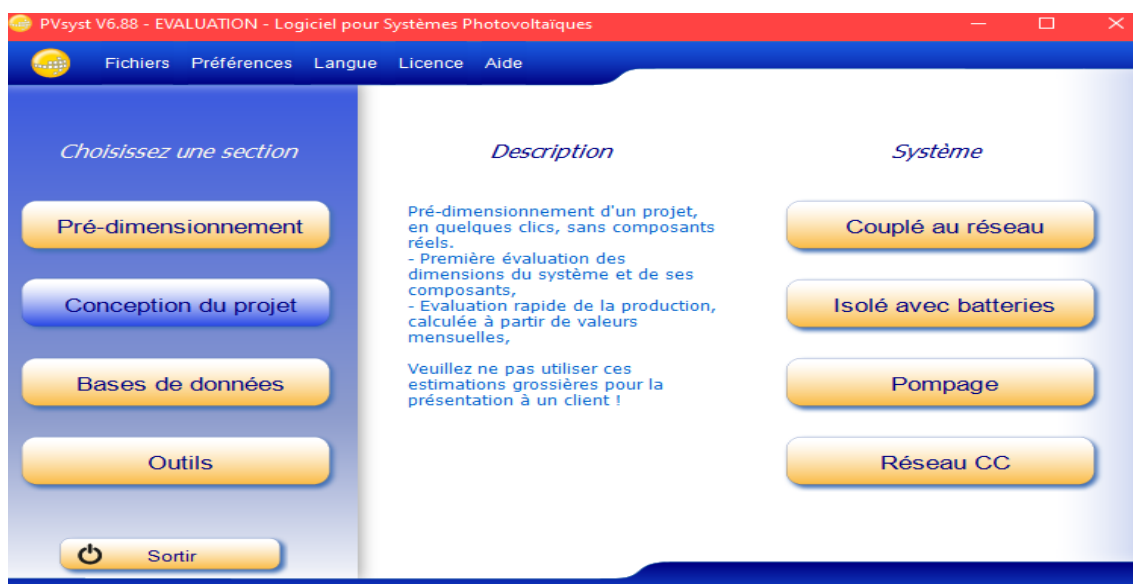 PVsyst V6.88 - EVALUATION - Logiciel pour Systèmes Photovoltaïques
Fichiers Préférences Langue Licence Aide
Choisissez une section
Pré-dimensionnement
Conception du projet
Bases de données
Outils
Sortir
Description
Pré-dimensionnement d'un projet,
en quelques clics, sans composants
réels.
- Première évaluation des
dimensions du système et de ses
composants,
- Evaluation rapide de la production,
calculée à partir de valeurs
mensuelles,
Veuillez ne pas utiliser ces
estimations grossières pour la
présentation à un client !
Système
Couplé au réseau
Isolé avec batteries
Pompage
Réseau CC